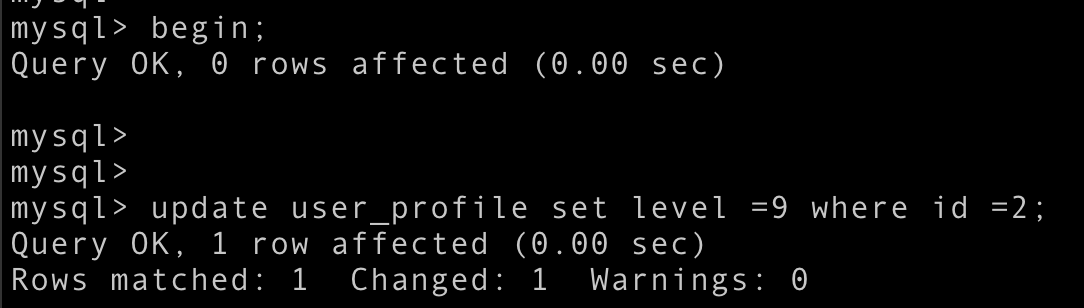 mysql> begin;
Query OK, 0 rows affected (0.00 sec)
mysql>
mysql>
mysql> update user_profile set level =9 where id =2;
Query OK, 1 row affected (0.00 sec)
Rows matched: 1  Changed: 1  Warnings: 0